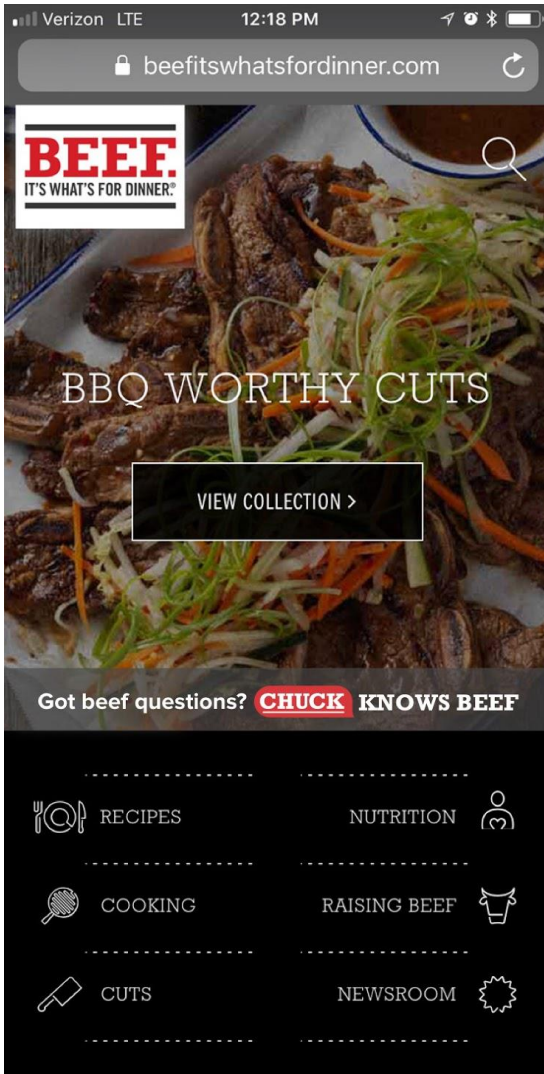 Verizon LTE 12:18 PM
beefitswhatsfordinner.com
BEEF.
IT'S WHAT'S FOR DINNER.®
BBQ WORTHY CUTS
VIEW COLLECTION >
Got beef questions? CHUCK KNOWS BEEF
RECIPES
NUTRITION
COOKING
RAISING BEEF
CUTS
NEWSROOM